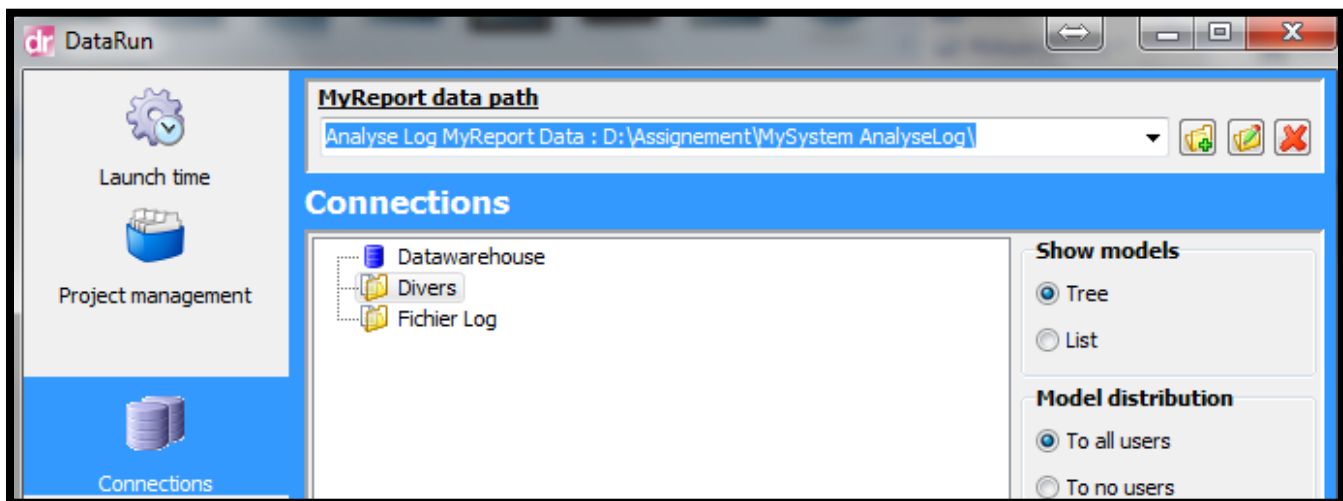 dr DataRun
Launch time
Project management
Connections
MyReport data path
Analyse Log MyReport Data : D:\Assignement\MySystem AnalyseLog\
Connections
Datawarehouse
Divers
Fichier Log
Show models
Tree
List
Model distribution
To all users
To no users